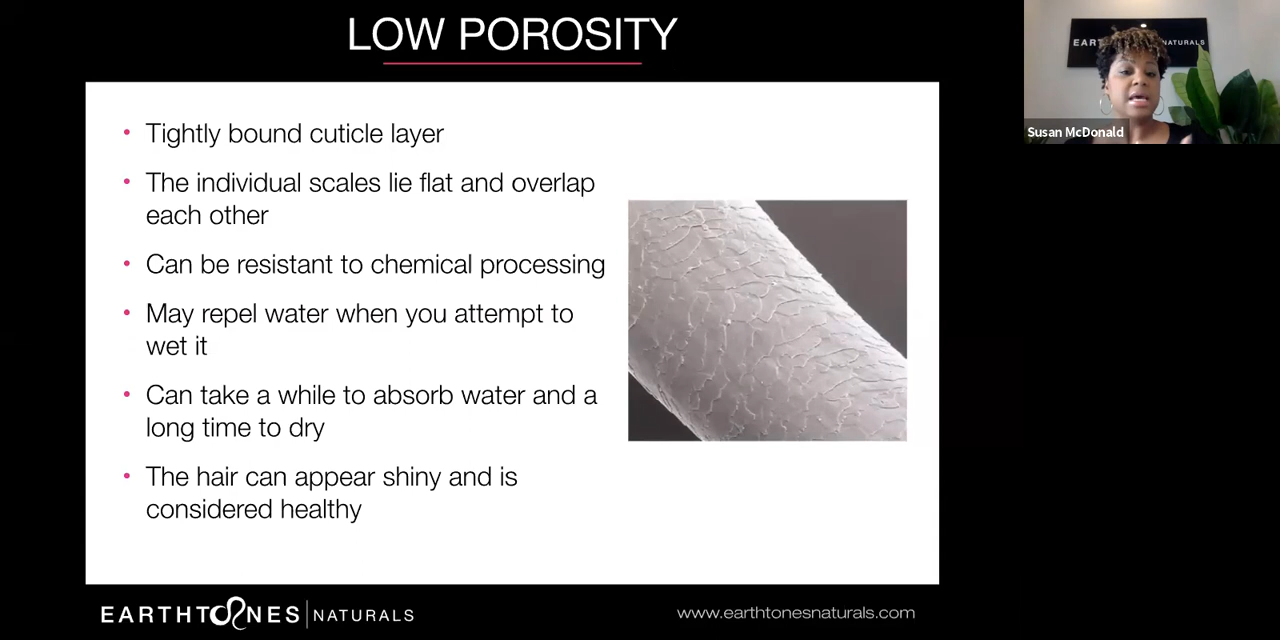 LOW POROSITY
• Tightly bound cuticle layer
• The individual scales lie flat and overlap
each other
• Can be resistant to chemical processing
• May repel water when you attempt to
wet it
• Can take a while to absorb water and a
long time to dry
• The hair can appear shiny and is
considered healthy
EARTHTONES NATURALS
www.earthtonesnaturals.com
EART NATURALS
Susan McDonald